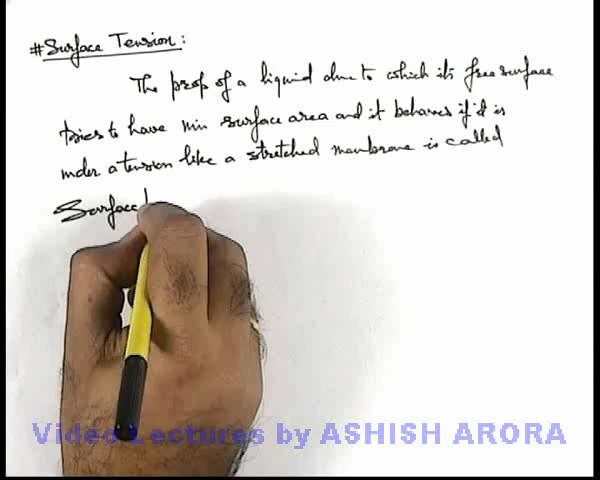 # Surface Tension :
The prop of a liquid due to which its free surface
tries to have min surface area and it behaves if it is
under a tension like a stretched membrane is called
Surface
Video Lectures by ASHISH ARORA